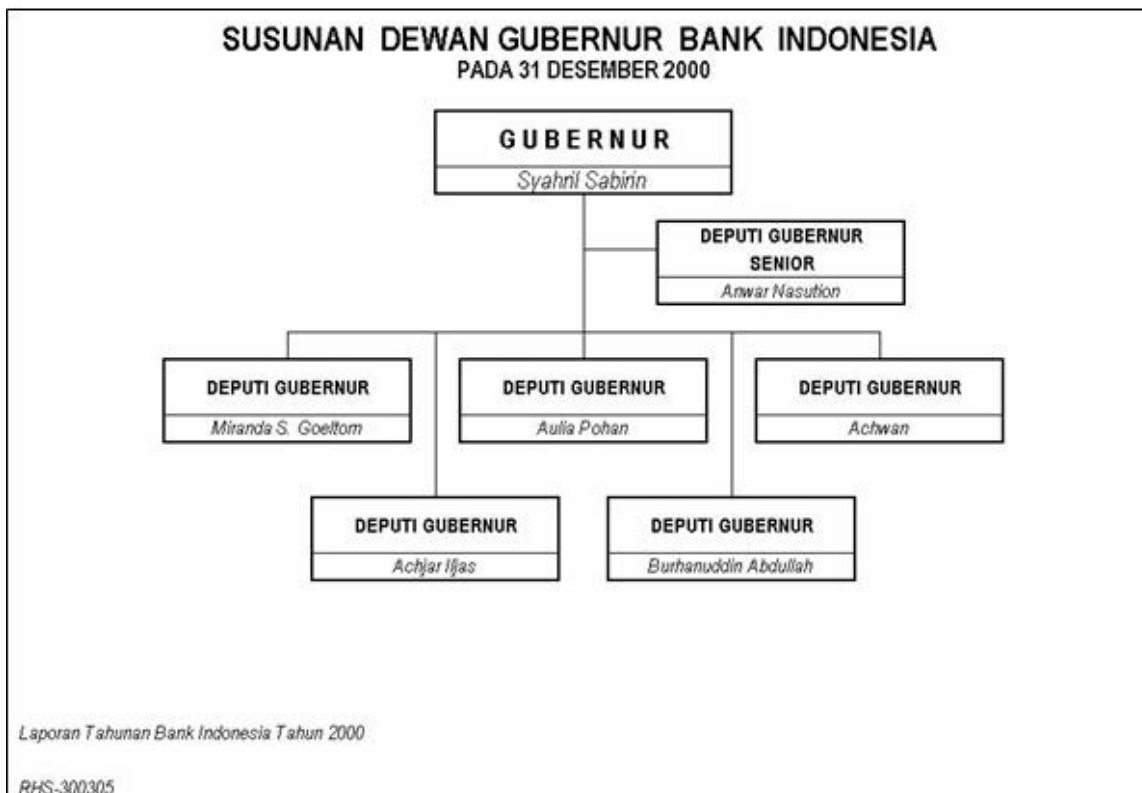 SUSUNAN DEWAN GUBERNUR BANK INDONESIA
PADA 31 DESEMBER 2000
GUBERNUR
Syahril Sabirin
DEPUTI GUBERNUR
SENIOR
Anwar Nasution
DEPUTI GUBERNUR
Miranda S. Goeltom
DEPUTI GUBERNUR
Aulia Pohan
DEPUTI GUBERNUR
Achwan
DEPUTI GUBERNUR
Achjar Iljas
DEPUTI GUBERNUR
Burhanuddin Abdullah
Laporan Tahunan Bank Indonesia Tahun 2000
RHS-300305